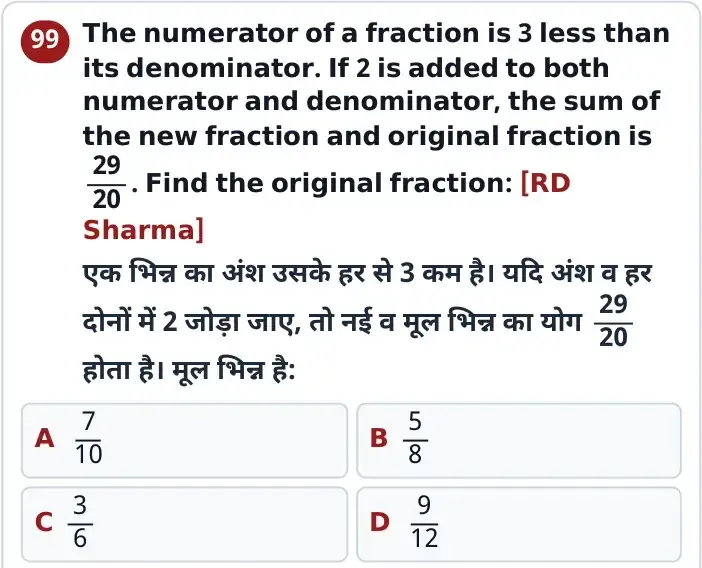 99 The numerator of a fraction is 3 less than
its denominator. If 2 is added to both
numerator and denominator, the sum of
the new fraction and original fraction is
29/20. Find the original fraction: [RD
Sharma]
एक भिन्न का अंश उसके हर से 3 कम है। यदि अंश व हर
दोनों में 2 जोड़ा जाए, तो नई व मूल भिन्न का योग 29/20
होता है। मूल भिन्न है:
A 7/10
B 5/8
C 3/6
D 9/12